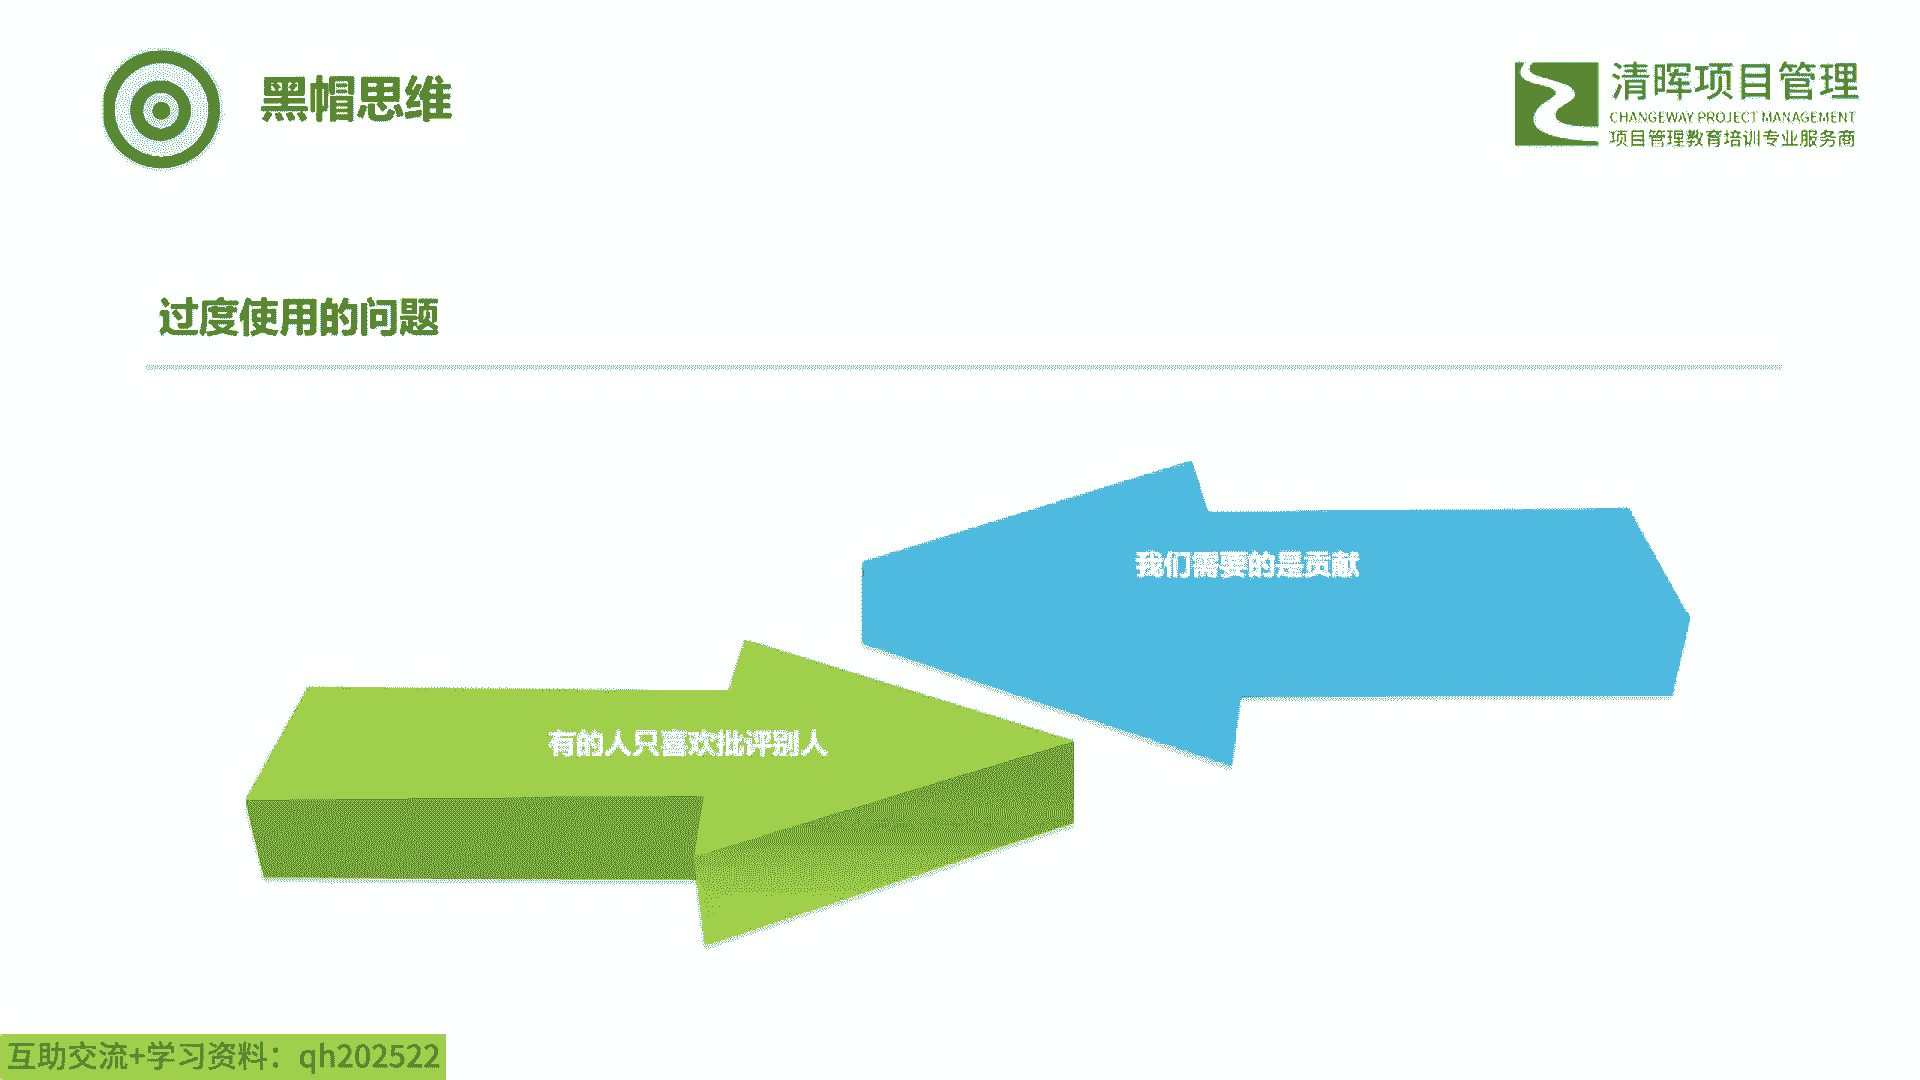 黑帽思维
清晖项目管理
CHANGEWAY PROJECT MANAGEMENT
项目管理教育培训专业服务商
过度使用的问题
我们需要的是贡献
有的人只喜欢批评别人
互助交流+学习资料：qh202522